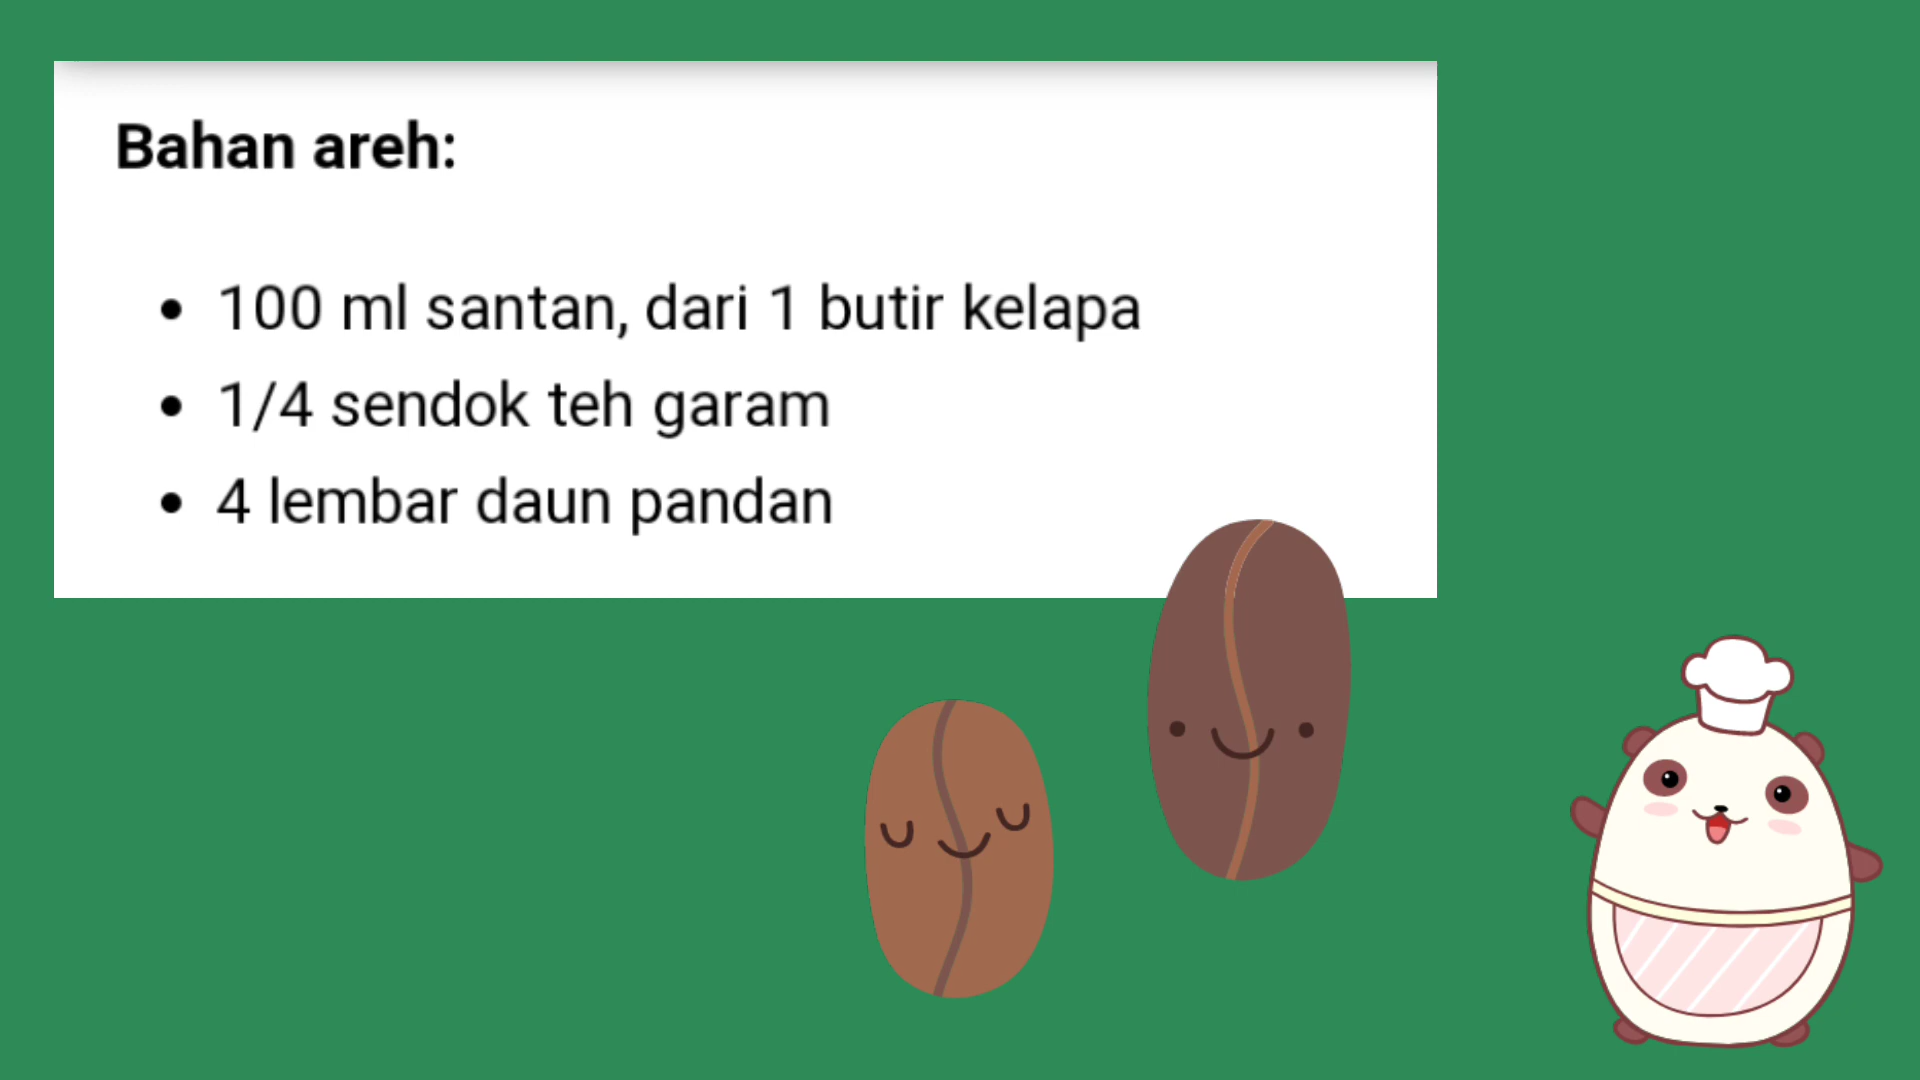 Bahan areh:
• 100 ml santan, dari 1 butir kelapa
• 1/4 sendok teh garam
• 4 lembar daun pandan